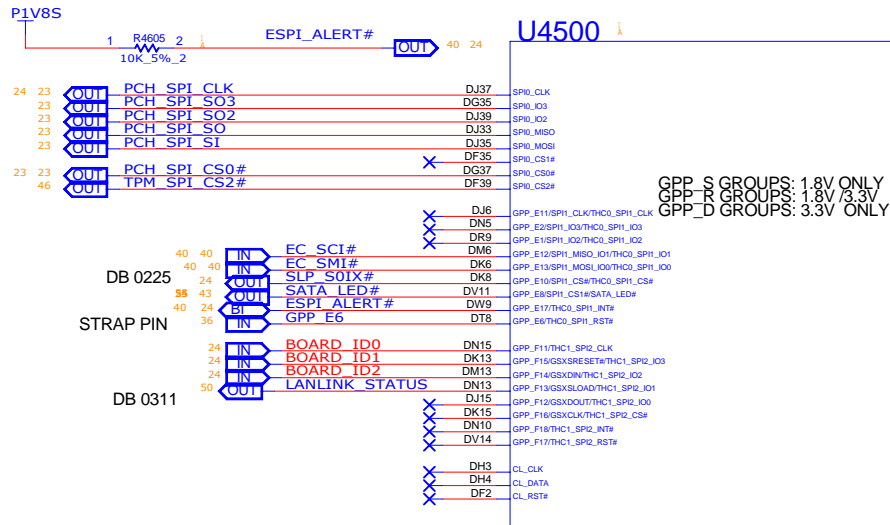 P1V8S
1 R4605 2
10K_5%_2
ESPI_ALERT#
OUT 40 24
U4500
24 23 OUT PCH_SPI_CLK DJ37 SPI0_CLK
23 OUT PCH_SPI_SO3 DG35 SPI0_IO3
23 OUT PCH_SPI_SO2 DJ39 SPI0_IO2
23 OUT PCH_SPI_SO DJ33 SPI0_MISO
23 OUT PCH_SPI_SI DJ35 SPI0_MOSI
DF35 SPI0_CS1#
23 23 OUT PCH_SPI_CS0# DG37 SPI0_CS0#
46 OUT TPM_SPI_CS2# DF39 SPI0_CS2#
GPP_S GROUPS: 1.8V ONLY
GPP_R GROUPS: 1.8V /3.3V
GPP_D GROUPS: 3.3V ONLY
DJ6 GPP_E11/SPI1_CLK/THC0_SPI1_CLK
DN5 GPP_E2/SPI1_IO3/THC0_SPI1_IO3
DR9 GPP_E1/SPI1_IO2/THC0_SPI1_IO2
40 40 IN EC_SCI# DM6 GPP_E12/SPI1_MISO_IO1/THC0_SPI1_IO1
40 40 IN EC_SMI# DK6 GPP_E13/SPI1_MOSI_IO0/THC0_SPI1_IO0
DB 0225
24 OUT SLP_S0IX# DK8 GPP_E10/SPI1_CS#/THC0_SPI1_CS#
43 OUT SATA_LED# DV11 GPP_E8/SPI1_CS1#/SATA_LED#
40 24 BI ESPI_ALERT# DW9 GPP_E17/THC0_SPI1_INT#
STRAP PIN
36 IN GPP_E6 DT8 GPP_E6/THC0_SPI1_RST#
24 IN BOARD_ID0 DN15 GPP_F11/THC1_SPI2_CLK
24 IN BOARD_ID1 DK13 GPP_F15/GSXSRESET#/THC1_SPI2_IO3
24 IN BOARD_ID2 DM13 GPP_F14/GSXDIN/THC1_SPI2_IO2
50 OUT LANLINK_STATUS DN13 GPP_F13/GSXSLOAD/THC1_SPI2_IO1
DB 0311
DJ15 GPP_F12/GSXDOUT/THC1_SPI2_IO0
DK15 GPP_F16/GSXCLK/THC1_SPI2_CS#
DN10 GPP_F18/THC1_SPI2_INT#
DV14 GPP_F17/THC1_SPI2_RST#
DH3 CL_CLK
DH4 CL_DATA
DF2 CL_RST#